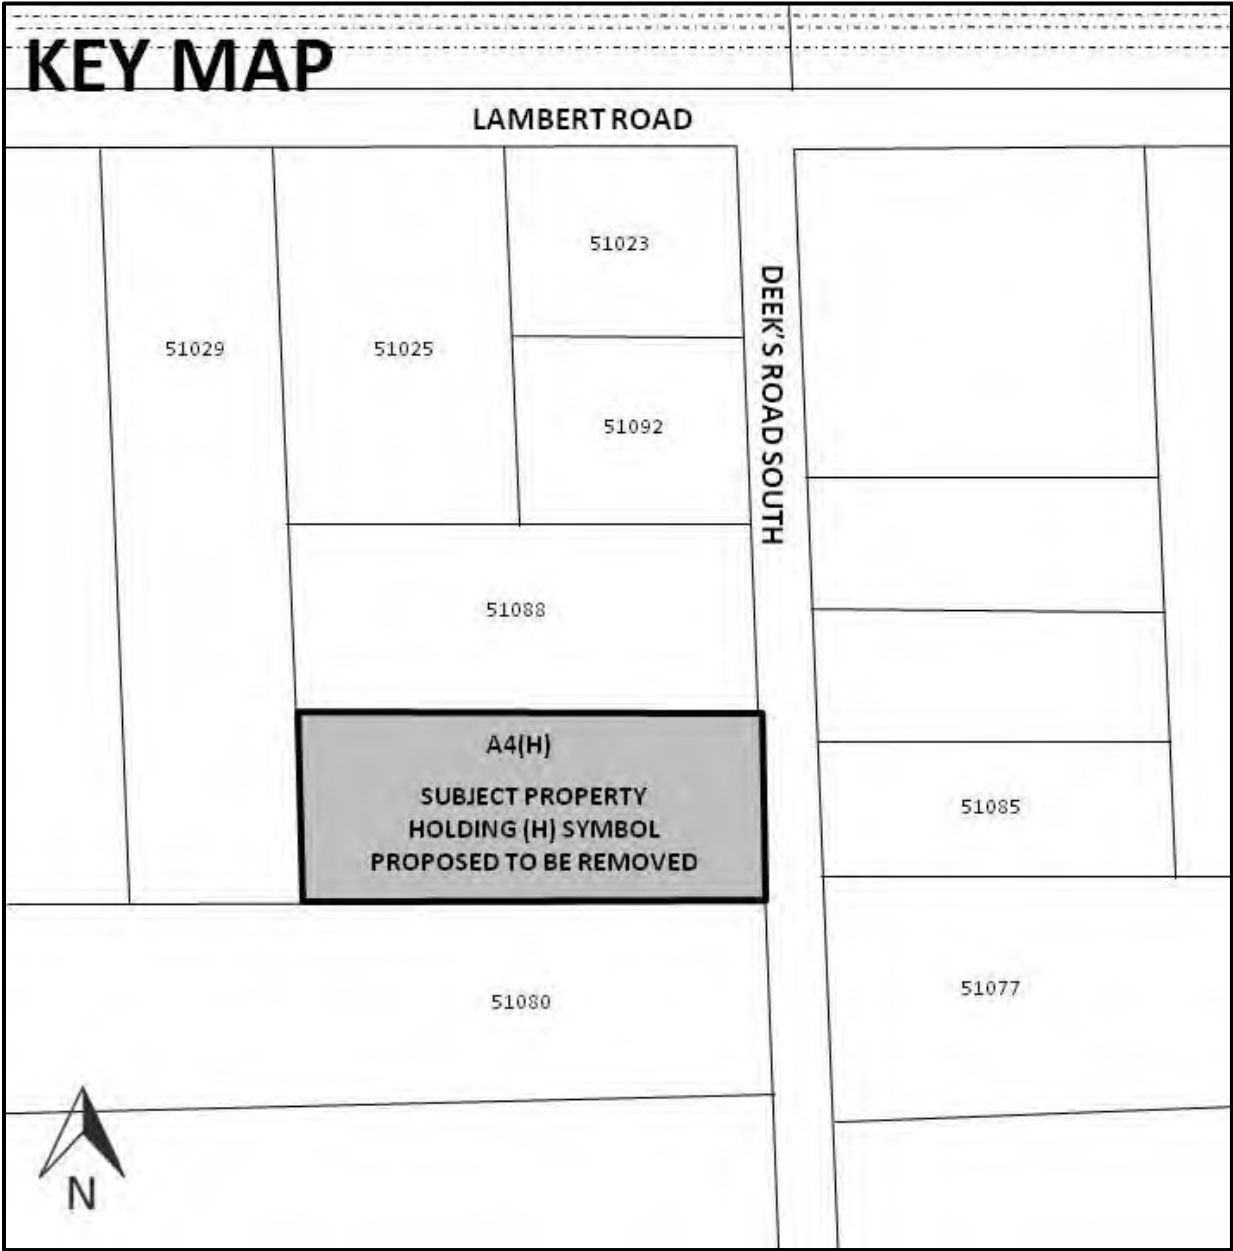 KEY MAP
LAMBERT ROAD
51023
DEEK'S ROAD SOUTH
51029
51025
51092
51088
A4(H)
SUBJECT PROPERTY
HOLDING (H) SYMBOL
PROPOSED TO BE REMOVED
51085
51080
51077
N